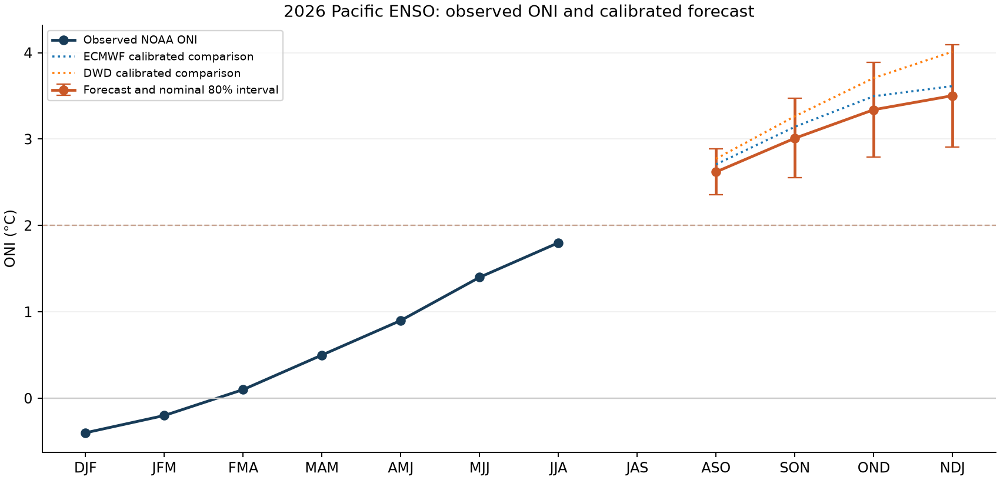 2026 Pacific ENSO: observed ONI and calibrated forecast
Observed NOAA ONI
ECMWF calibrated comparison
DWD calibrated comparison
Forecast and nominal 80% interval
ONI (°C)
4
3
2
1
0
DJF JFM FMA MAM AMJ MJJ JJA JAS ASO SON OND NDJ